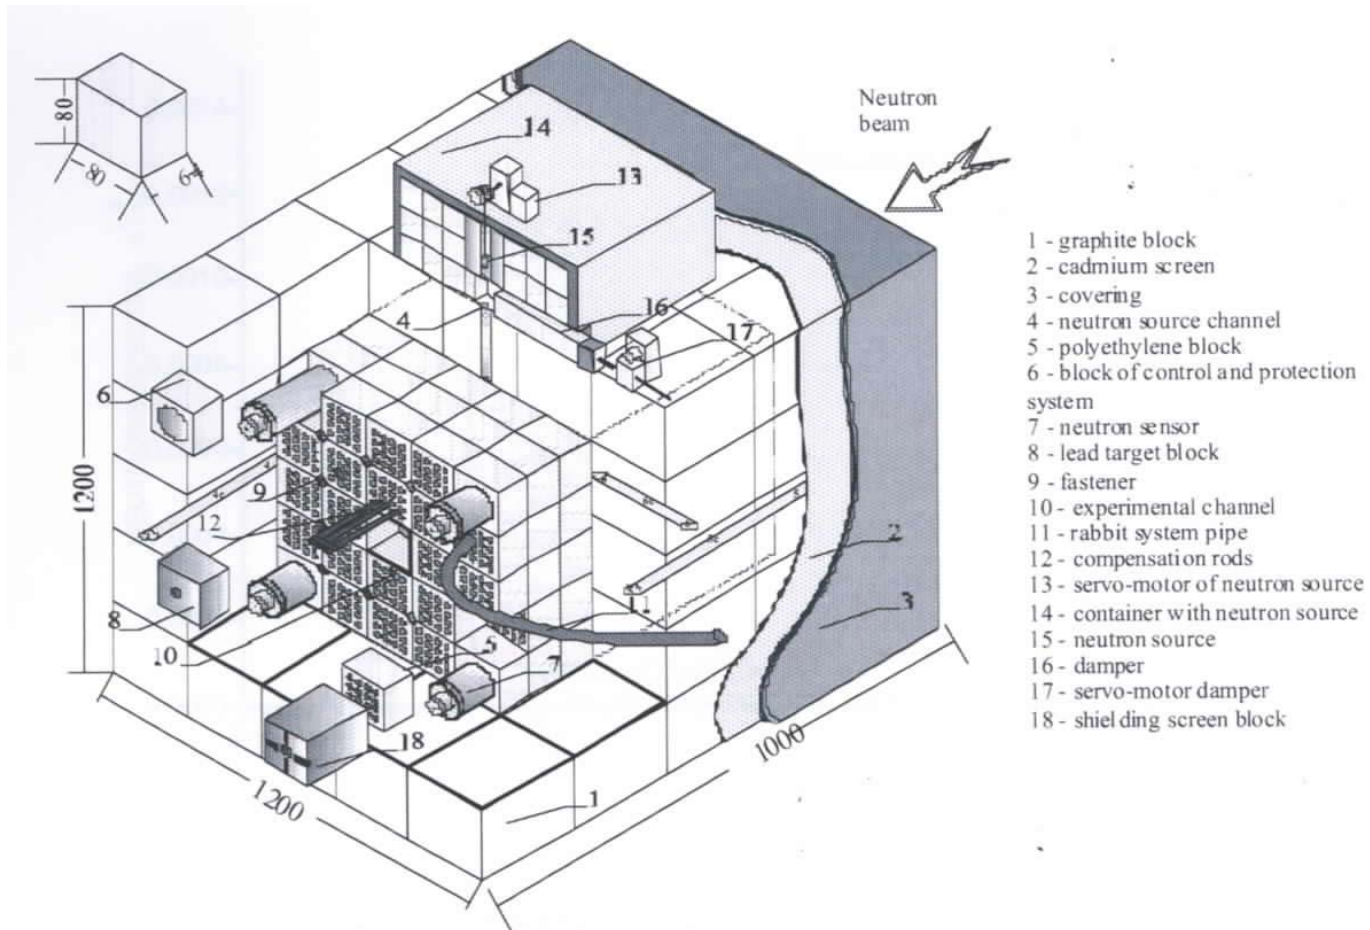 80
80
6
Neutron
beam
14
13
15
16
17
4
6
9
12
8
10
5
7
11
2
3
18
1
1200
1200
1000
1 - graphite block
2 - cadmium screen
3 - covering
4 - neutron source channel
5 - polyethylene block
6 - block of control and protection
system
7 - neutron sensor
8 - lead target block
9 - fastener
10 - experimental channel
11 - rabbit system pipe
12 - compensation rods
13 - servo-motor of neutron source
14 - container with neutron source
15 - neutron source
16 - damper
17 - servo-motor damper
18 - shielding screen block